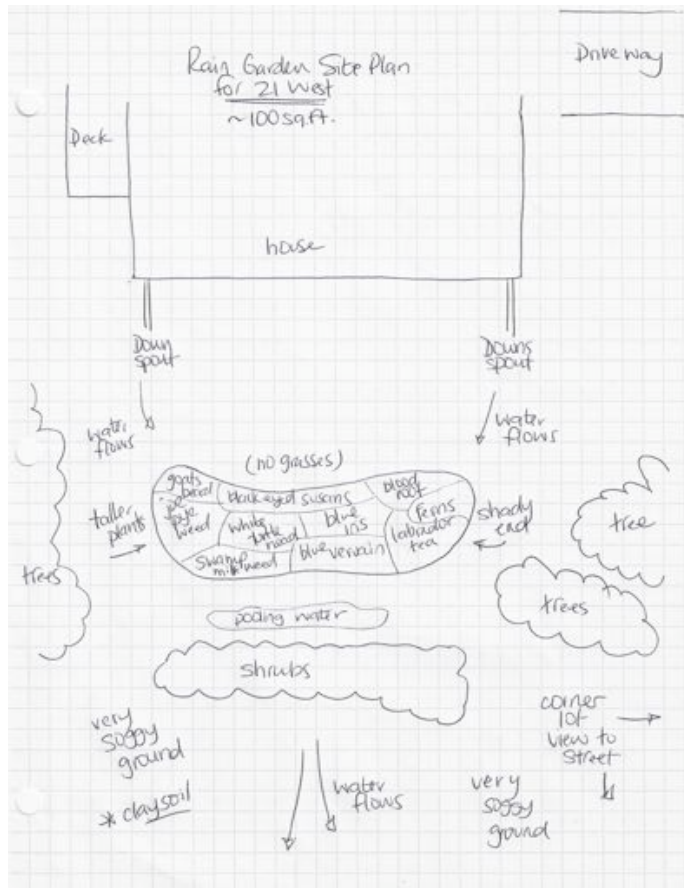 Rain Garden Site Plan
for 21 West
~100 sq.ft.
Driveway
Deck
house
Down
spout
Downs
spout
water
flows
water
flows
(no grasses)
goats
beard
black eyed susans
blood
root
joe
pye
weed
white
turtle
head
blue
iris
ferns
labrador
tea
swamp
milkweed
blue vervain
taller
plants
shady
end
trees
tree
trees
pooling water
shrubs
very
soggy
ground
* clay soil
water
flows
very
soggy
ground
corner
lot
view to
street